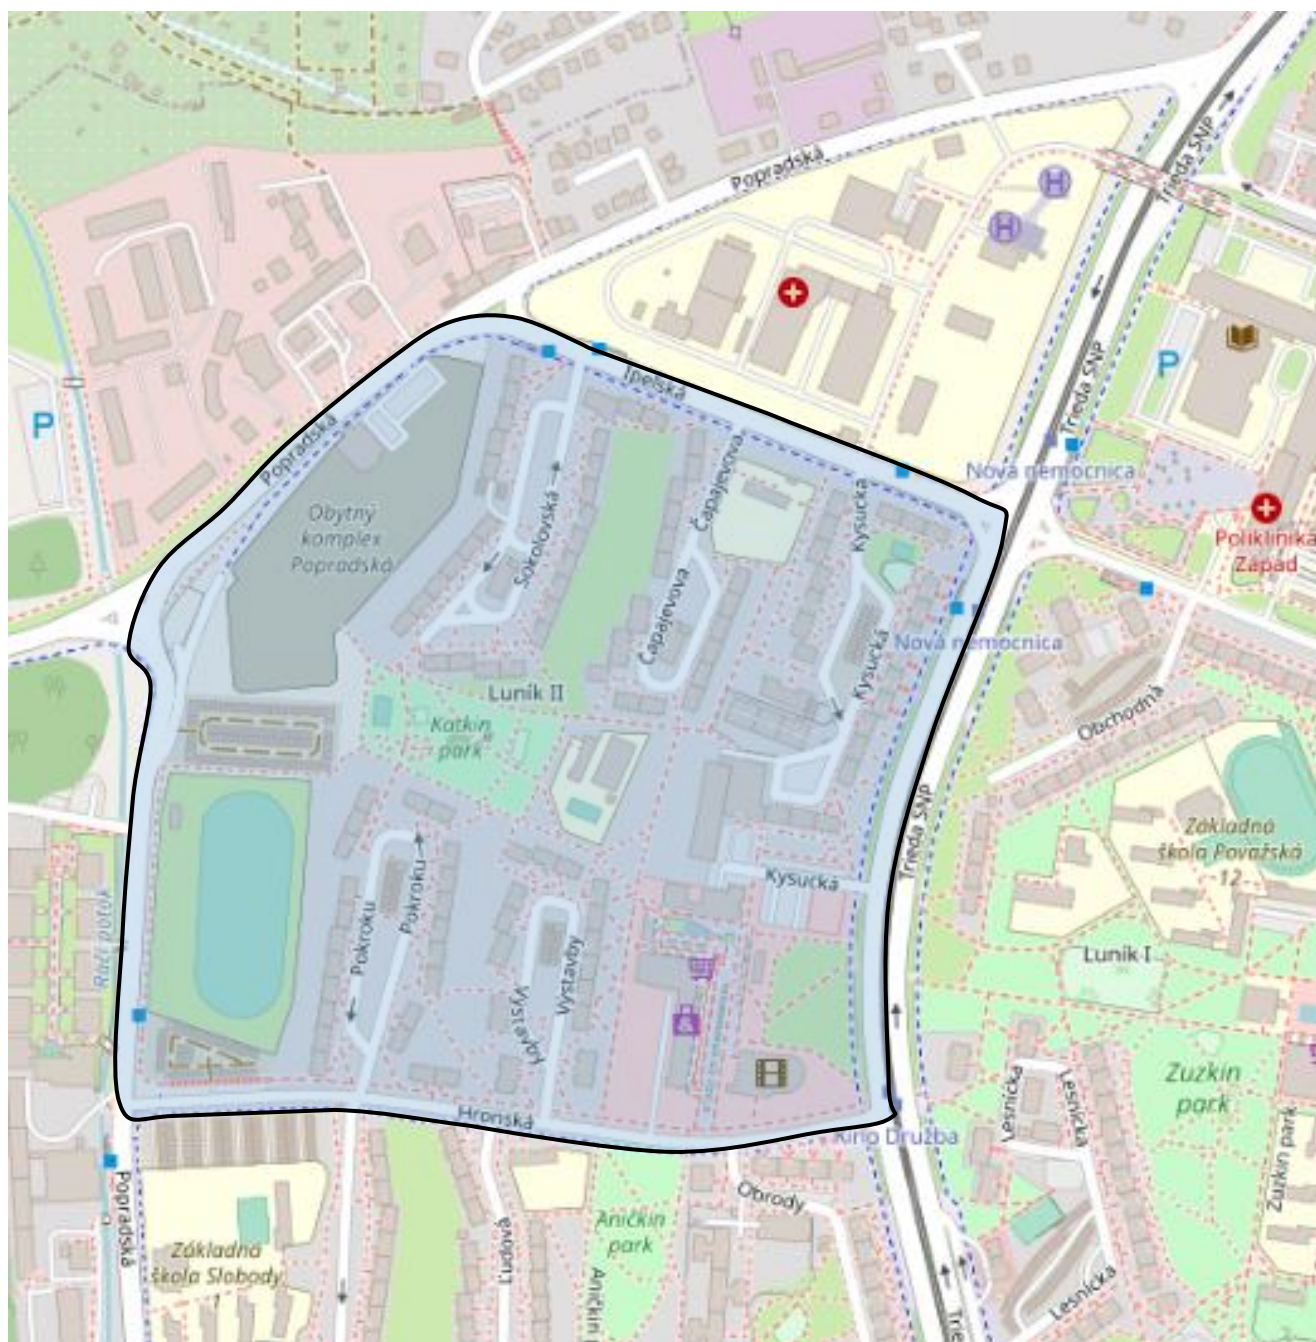 Popradská
Trieda SNP
P
H
H
Trieda SNP
P
Ipeľská
Popradská
Nová nemocnica
Poliklinika
Západ
Čapajevova
Kysucká
Sokolovská
Obytný
komplex
Popradská
Čapajevova
Nová nemocnica
Kysucká
Luník II
Katkin
park
Obchodná
Základná
škola Považská
12
Trieda SNP
Pokroku
Kysucká
Račí potok
Pokroku
Výstavby
Výstavby
Luník I
Lesnícka
Lesnícka
Zuzkin
park
Hronská
Kino Družba
Zuzkin park
Popradská
Základná
škola Slobody
1
Ľudové
Obrody
Aničkin
park
Aničkin
Lesnícka
Trie